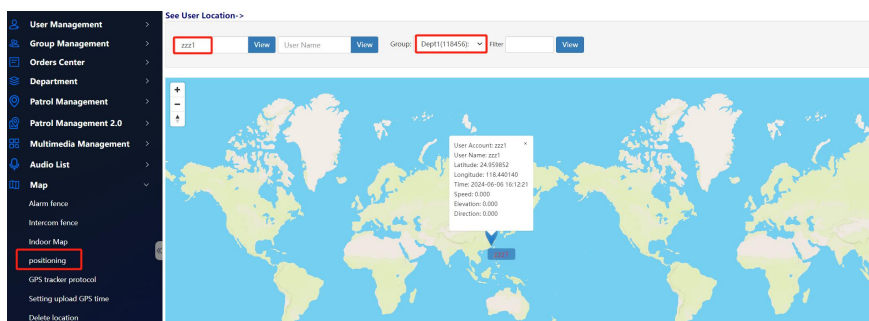 See User Location->
User Management
Group Management
Orders Center
Department
Patrol Management
Patrol Management 2.0
Multimedia Management
Audio List
Map
Alarm fence
Intercom fence
Indoor Map
positioning
GPS tracker protocol
Setting upload GPS time
Delete location
zzz1 View User Name View Group: Dept1(118456): Filter View
+
−
User Account: zzz1 ×
User Name: zzz1
Latitude: 24.959852
Longitude: 118.440140
Time: 2024-06-06 16:12:21
Speed: 0.000
Elevation: 0.000
Direction: 0.000
zzz1